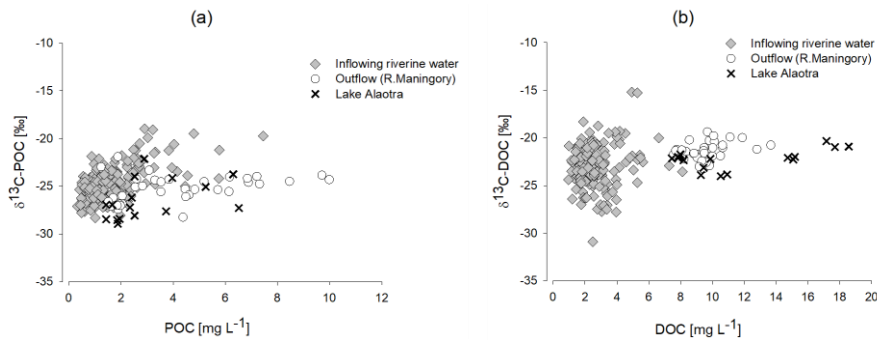 (a)
-10
-15
-20
-25
-30
-35
δ13C-POC [‰]
Inflowing riverine water
Outflow (R.Maningory)
Lake Alaotra
0 2 4 6 8 10 12
POC [mg L-1]
(b)
-10
-15
-20
-25
-30
-35
δ13C-DOC [‰]
Inflowing riverine water
Outflow (R.Maningory)
Lake Alaotra
0 2 4 6 8 10 12 14 16 18 20
DOC [mg L-1]